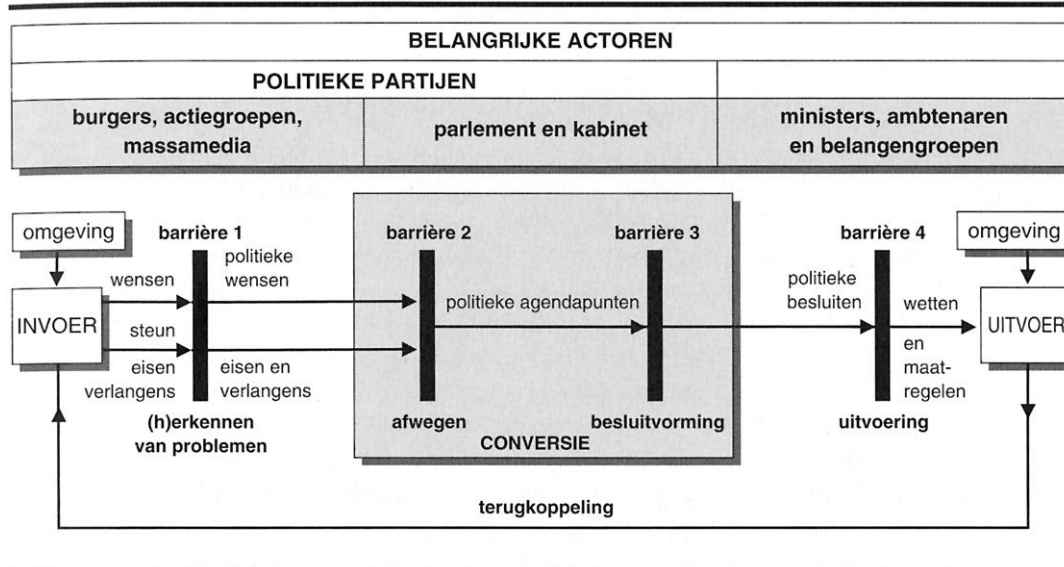 BELANGRIJKE ACTOREN
POLITIEKE PARTIJEN
burgers, actiegroepen,
massamedia
parlement en kabinet
ministers, ambtenaren
en belangengroepen
omgeving
barrière 1
barrière 2
barrière 3
barrière 4
omgeving
wensen
politieke
wensen
INVOER
steun
eisen
verlangens
eisen en
verlangens
politieke agendapunten
politieke
besluiten
wetten
en
maat-
regelen
UITVOER
(h)erkennen
van problemen
afwegen
besluitvorming
uitvoering
CONVERSIE
terugkoppeling